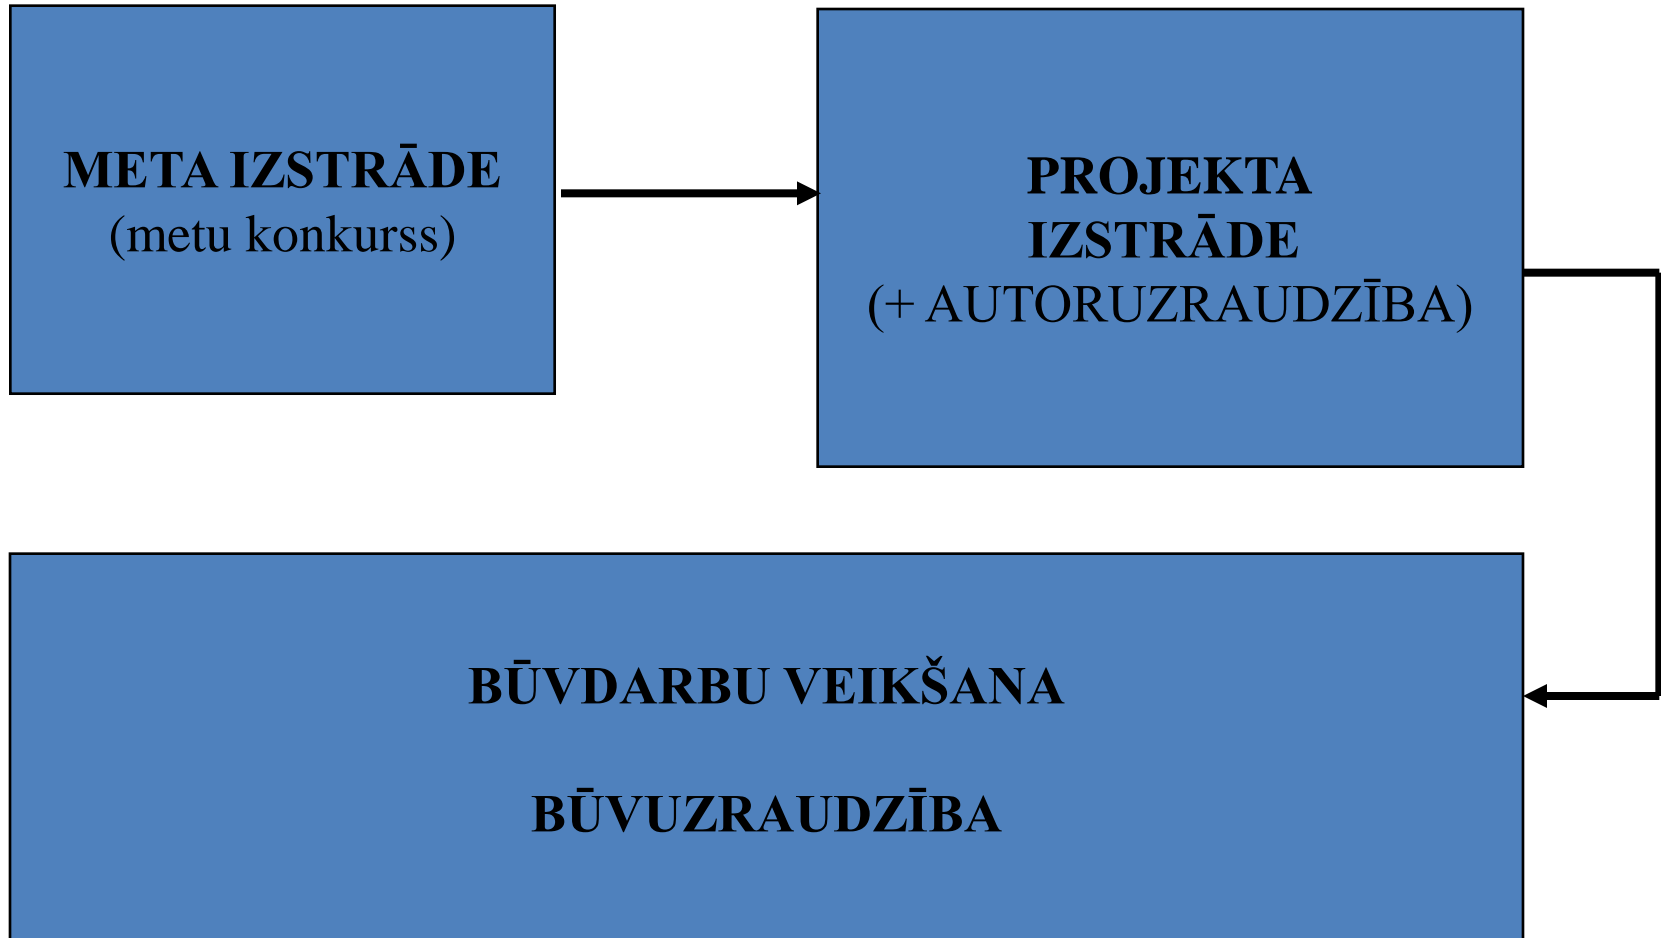 META IZSTRĀDE
(metu konkurss)
PROJEKTA
IZSTRĀDE
(+ AUTORUZRAUDZĪBA)
BŪVDARBU VEIKŠANA
BŪVUZRAUDZĪBA